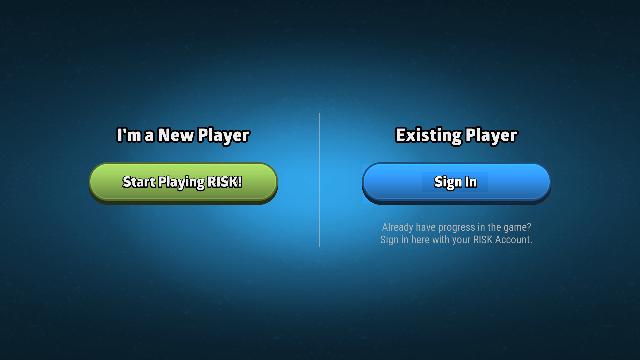 I'm a New Player
Start Playing RISK!
Existing Player
Sign In
Already have progress in the game?
Sign in here with your RISK Account.